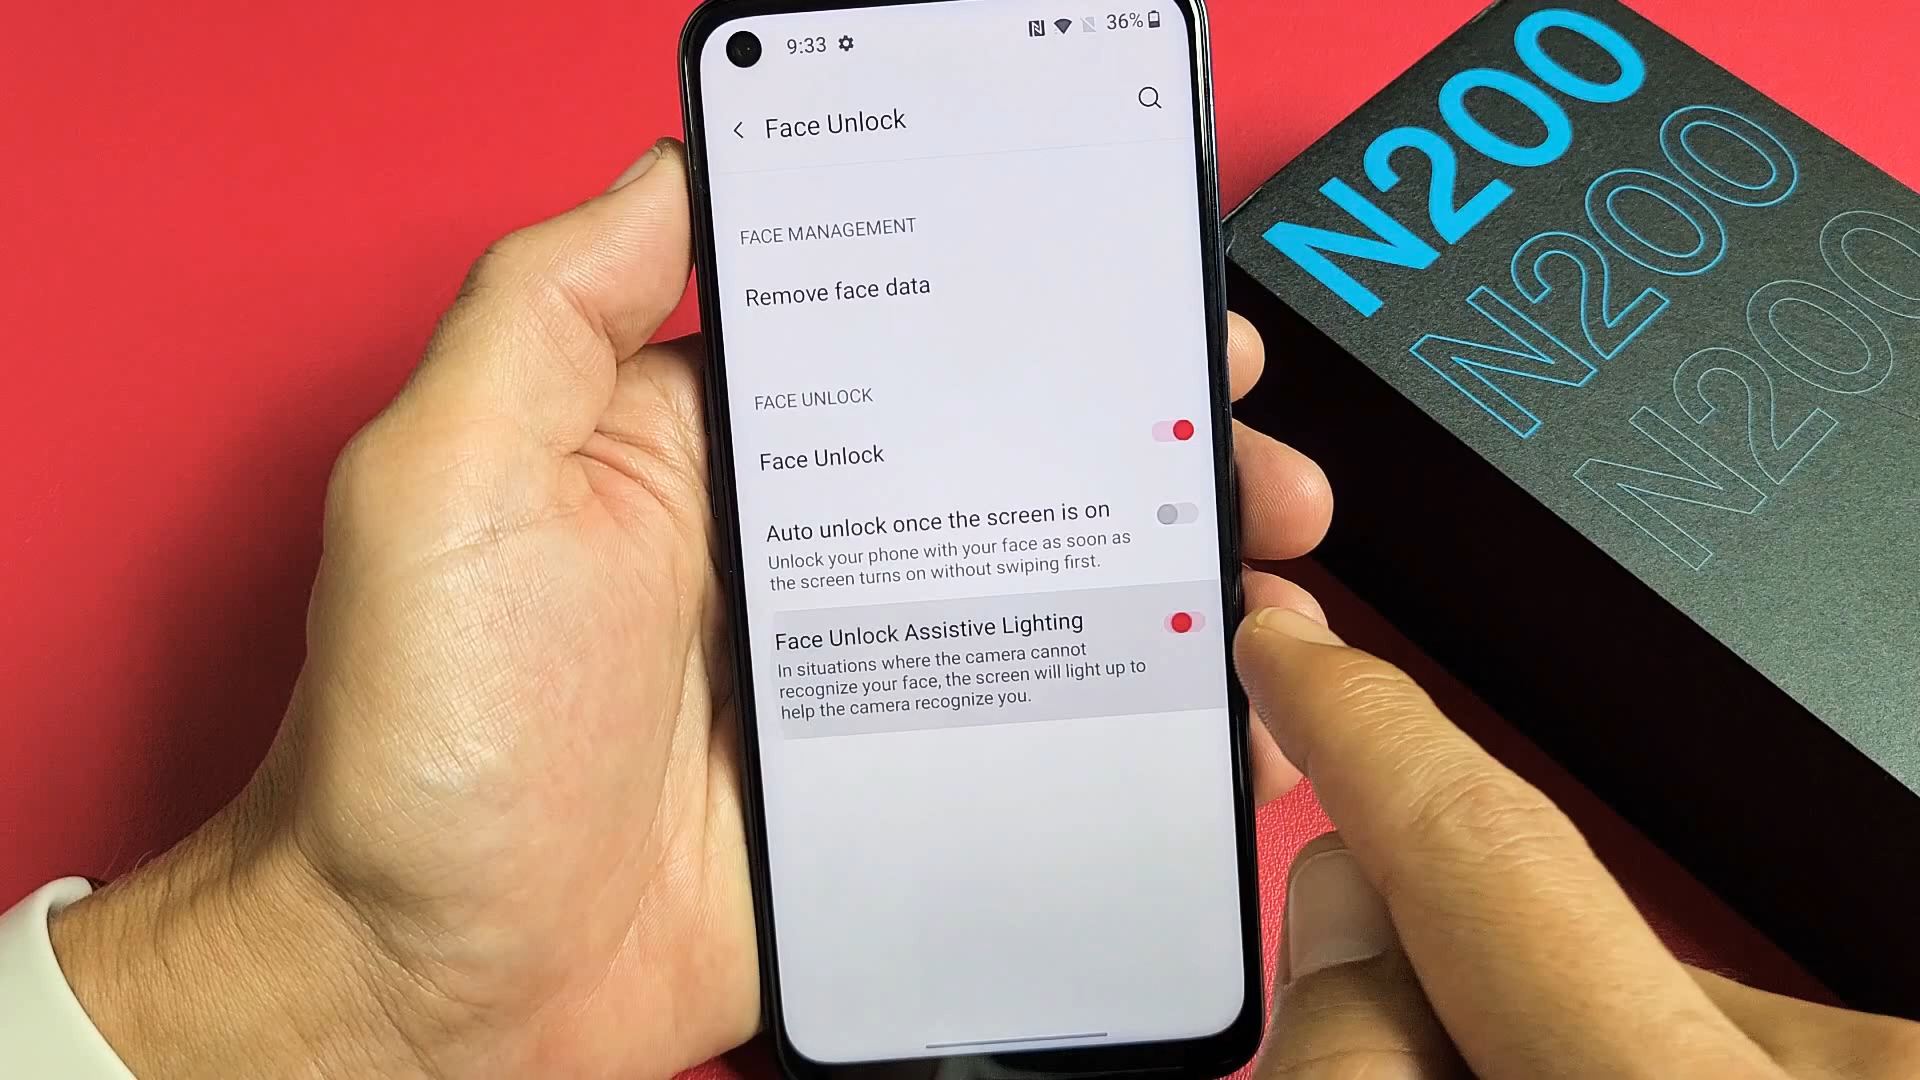 9:33
36%
Face Unlock
FACE MANAGEMENT
Remove face data
FACE UNLOCK
Face Unlock
Auto unlock once the screen is on
Unlock your phone with your face as soon as
the screen turns on without swiping first.
Face Unlock Assistive Lighting
In situations where the camera cannot
recognize your face, the screen will light up to
help the camera recognize you.
N200
N200
N200